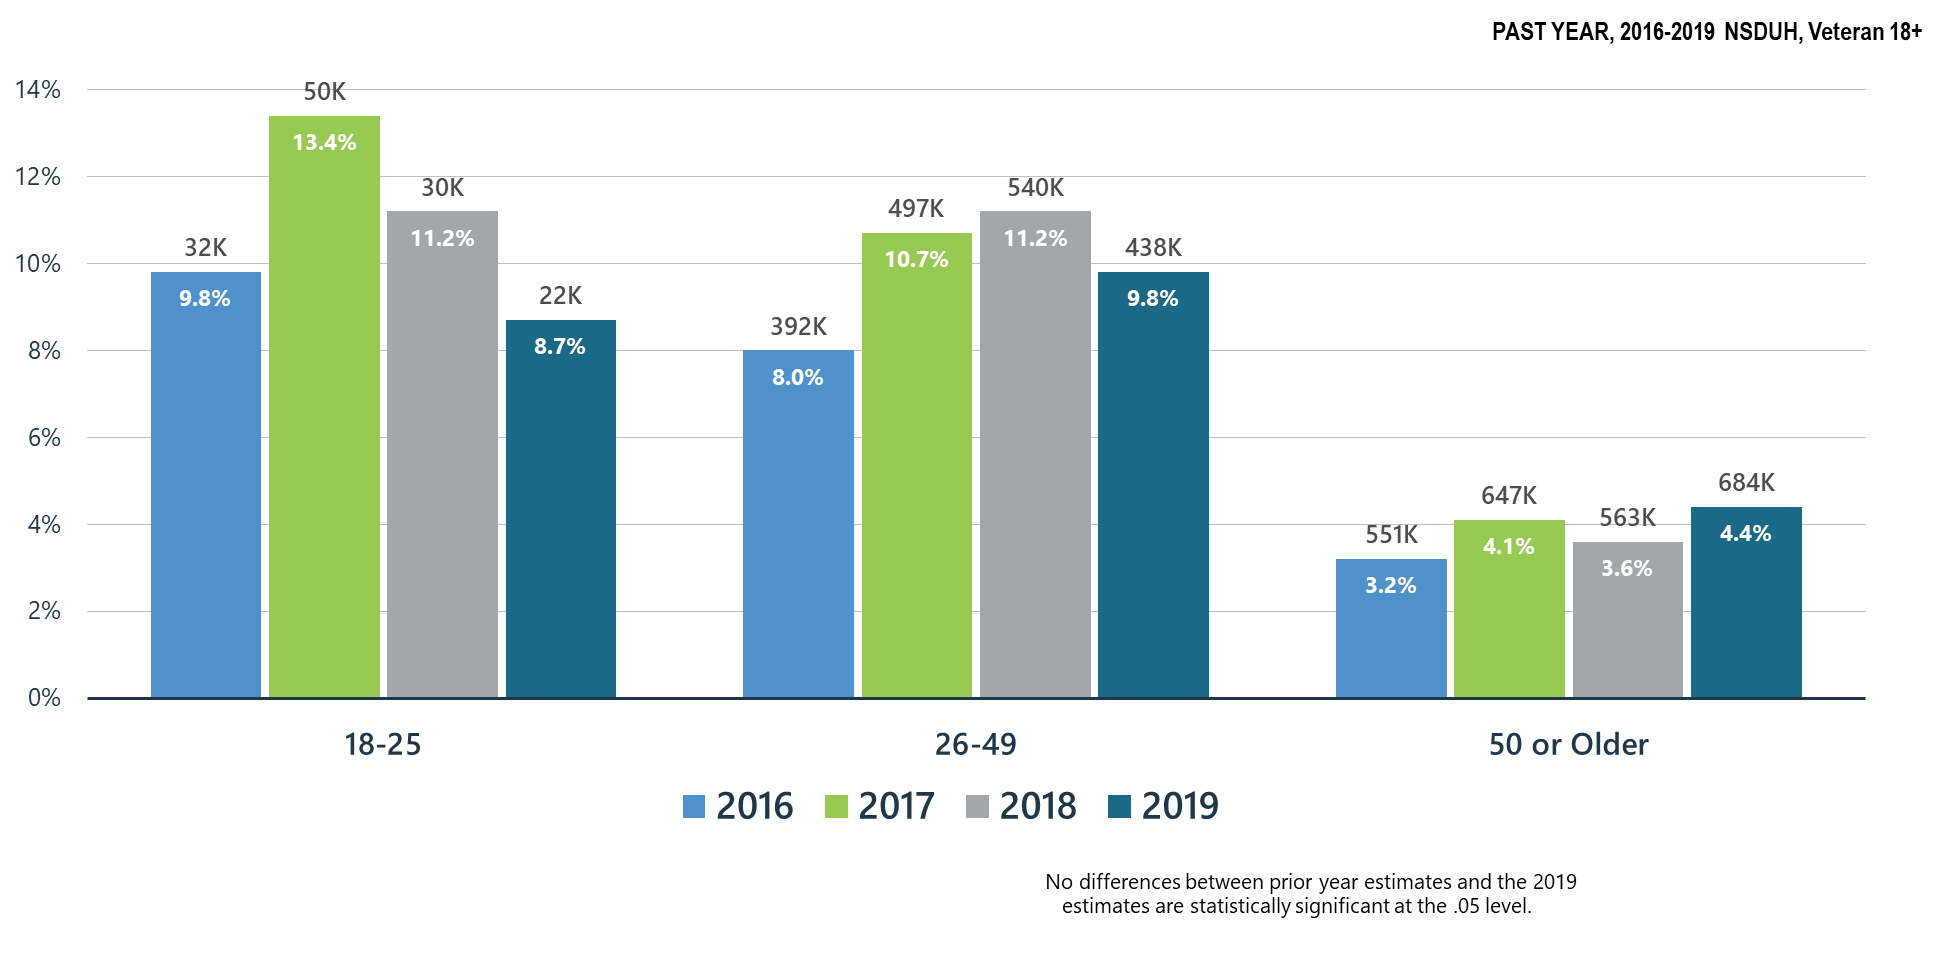 PAST YEAR, 2016-2019 NSDUH, Veteran 18+
14%
12%
10%
8%
6%
4%
2%
0%
32K
9.8%
50K
13.4%
30K
11.2%
22K
8.7%
392K
8.0%
497K
10.7%
540K
11.2%
438K
9.8%
551K
3.2%
647K
4.1%
563K
3.6%
684K
4.4%
18-25
26-49
50 or Older
2016 2017 2018 2019
No differences between prior year estimates and the 2019
estimates are statistically significant at the .05 level.